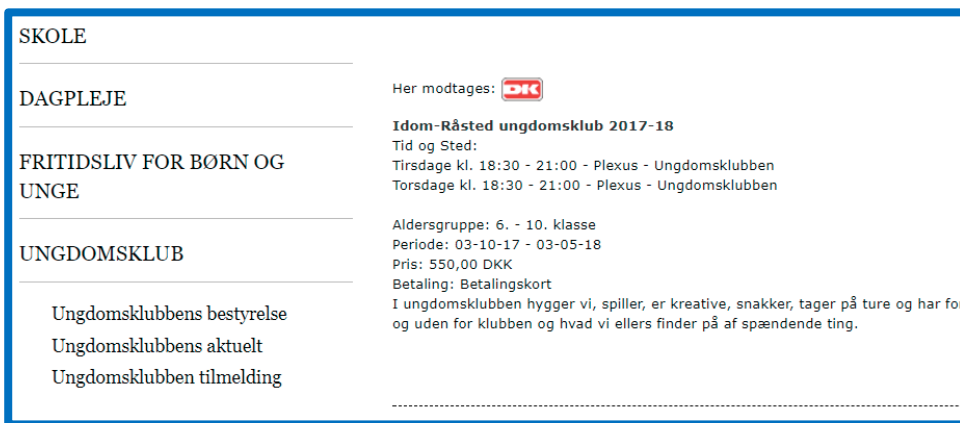 SKOLE
DAGPLEJE
FRITIDSLIV FOR BØRN OG
UNGE
UNGDOMSKLUB
Ungdomsklubbens bestyrelse
Ungdomsklubbens aktuelt
Ungdomsklubben tilmelding
Her modtages: DK
Idom-Råsted ungdomsklub 2017-18
Tid og Sted:
Tirsdage kl. 18:30 - 21:00 - Plexus - Ungdomsklubben
Torsdage kl. 18:30 - 21:00 - Plexus - Ungdomsklubben
Aldersgruppe: 6. - 10. klasse
Periode: 03-10-17 - 03-05-18
Pris: 550,00 DKK
Betaling: Betalingskort
I ungdomsklubben hygger vi, spiller, er kreative, snakker, tager på ture og har
og uden for klubben og hvad vi ellers finder på af spændende ting.